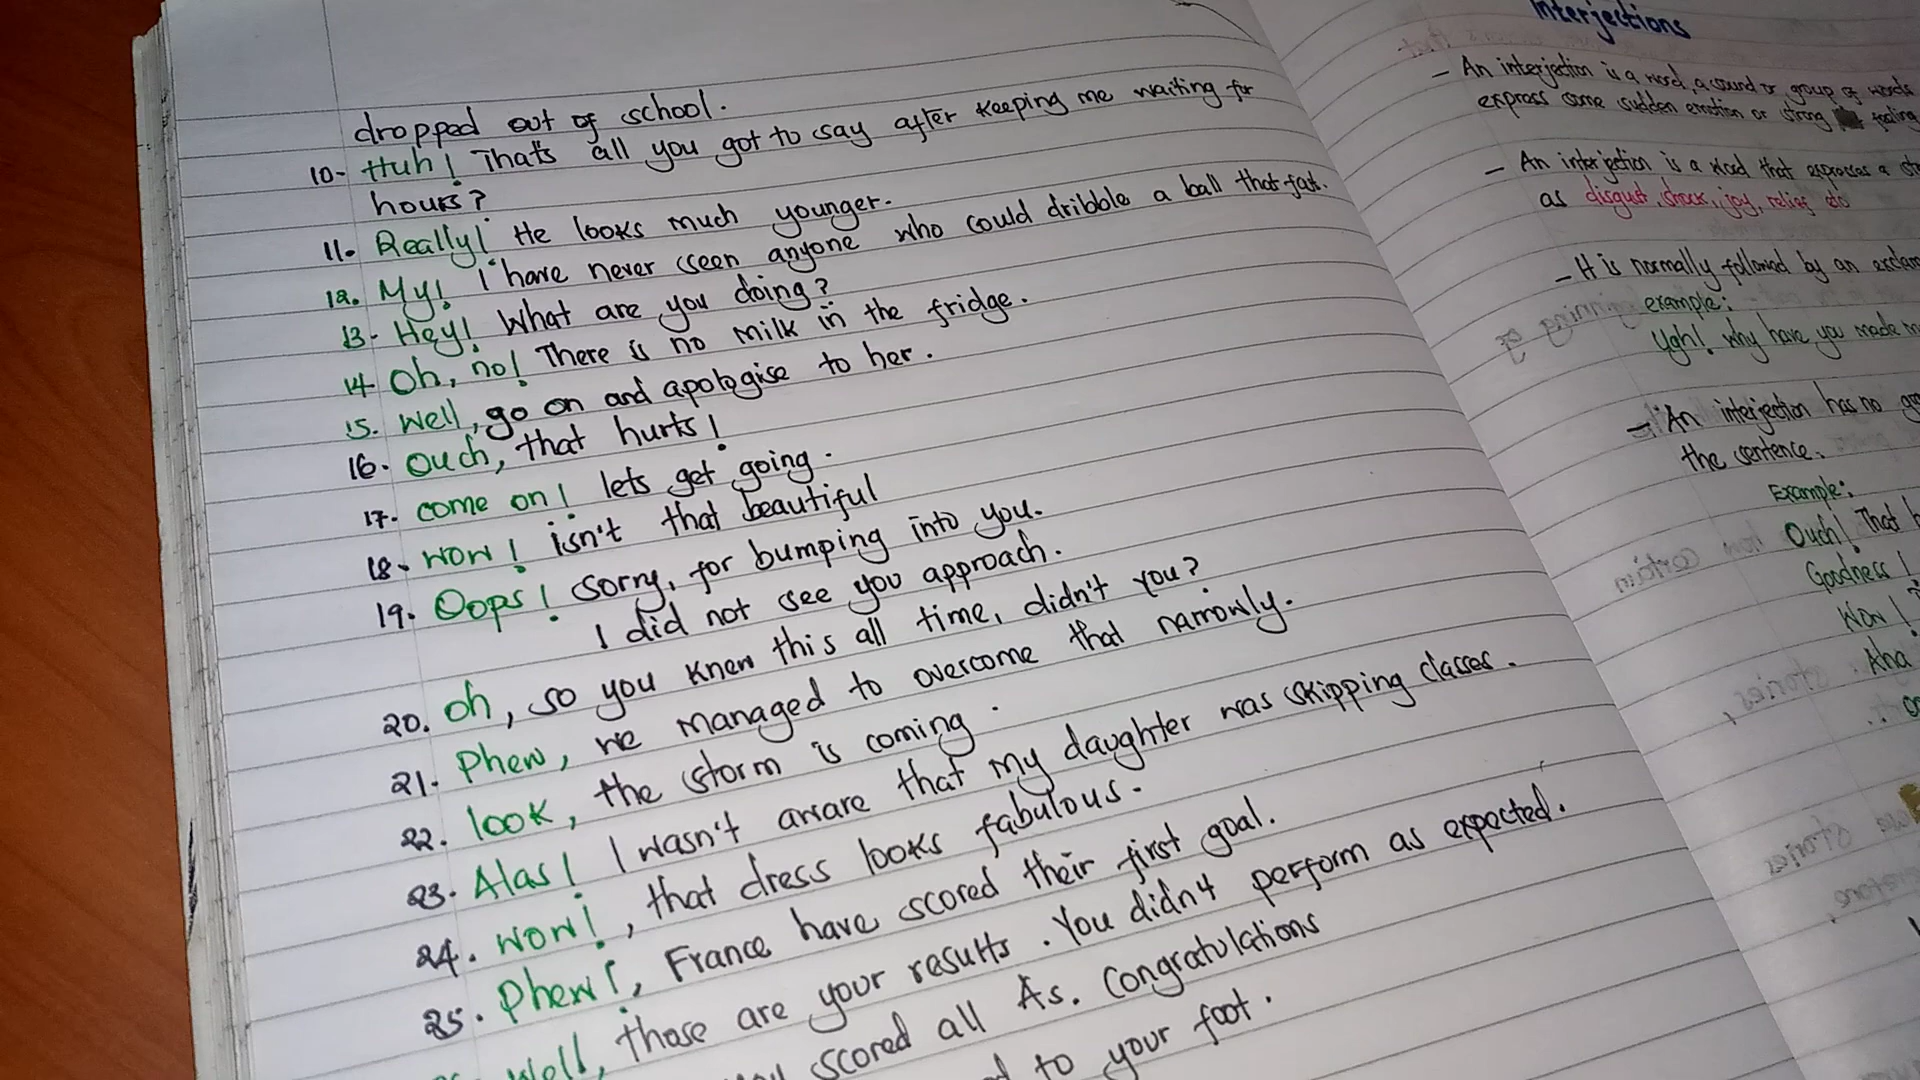 dropped out of school.
10- Huh! That's all you got to say after keeping me waiting for
hours?
11. Really! He looks much younger.
12. My! I have never seen anyone who could dribble a ball that fast.
13- Hey! What are you doing?
14 Oh, no! There is no milk in the fridge.
15. Well, go on and apologise to her.
16. Ouch, that hurts!
17. come on! lets get going.
18. wow! isn't that beautiful
19. Oops! Sorry, for bumping into you.
I did not see you approach.
20. oh, so you knew this all time, didn't you?
21. Phew, we managed to overcome that narrowly.
22. look, the storm is coming.
23. Alas! I wasn't aware that my daughter was skipping classes.
24. wow!, that dress looks fabulous.
25. Phew!, France have scored their first goal.
Well, those are your results. You didn't perform as expected.
scored all As. Congratulations
to your foot.
Interjections
- An interjection is a word, a sound or group of words
express some sudden emotion or strong feeling
- An interjection is a word that expresses a
as disgust, shock, joy, relief etc
- It is normally followed by an
example:
Ugh! why have you made
- An interjection has no
the sentence.
Example:
Ouch! That
Goodness!
Wow!
Aha